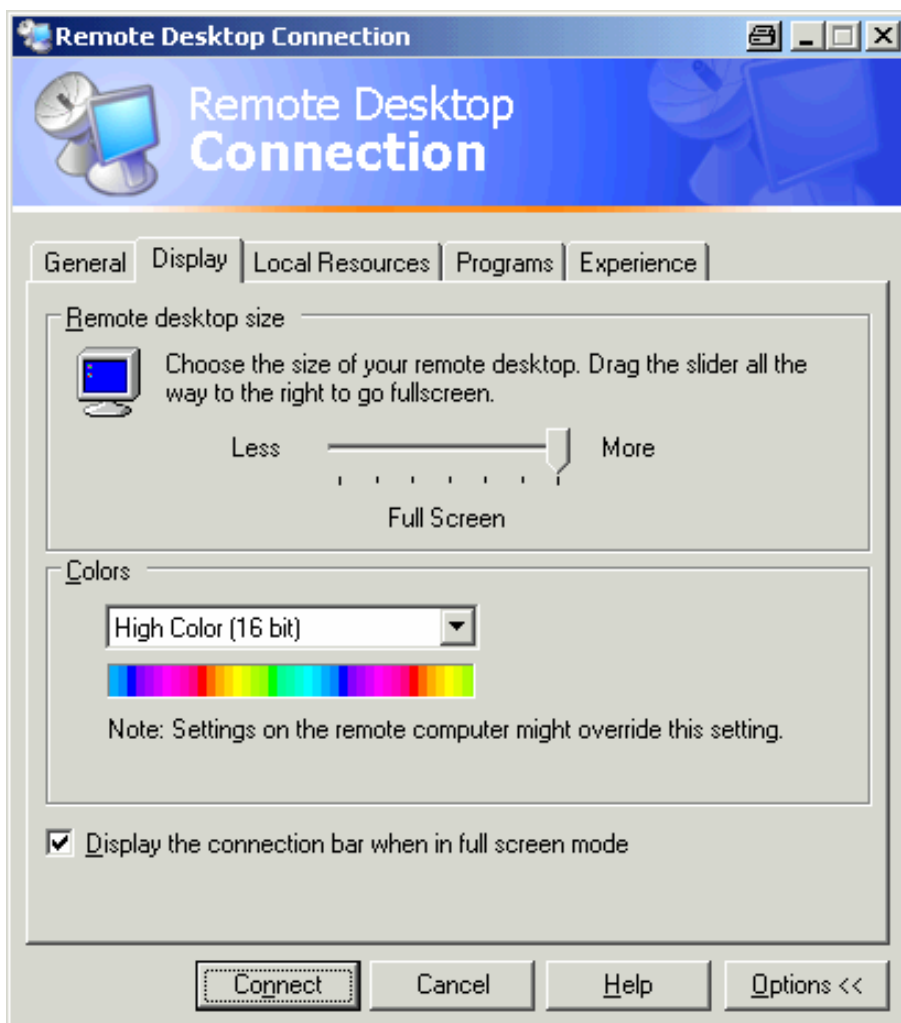 Remote Desktop Connection
Remote Desktop
Connection
General Display Local Resources Programs Experience
Remote desktop size
Choose the size of your remote desktop. Drag the slider all the
way to the right to go fullscreen.
Less More
Full Screen
Colors
High Color (16 bit)
Note: Settings on the remote computer might override this setting.
Display the connection bar when in full screen mode
Connect Cancel Help Options <<